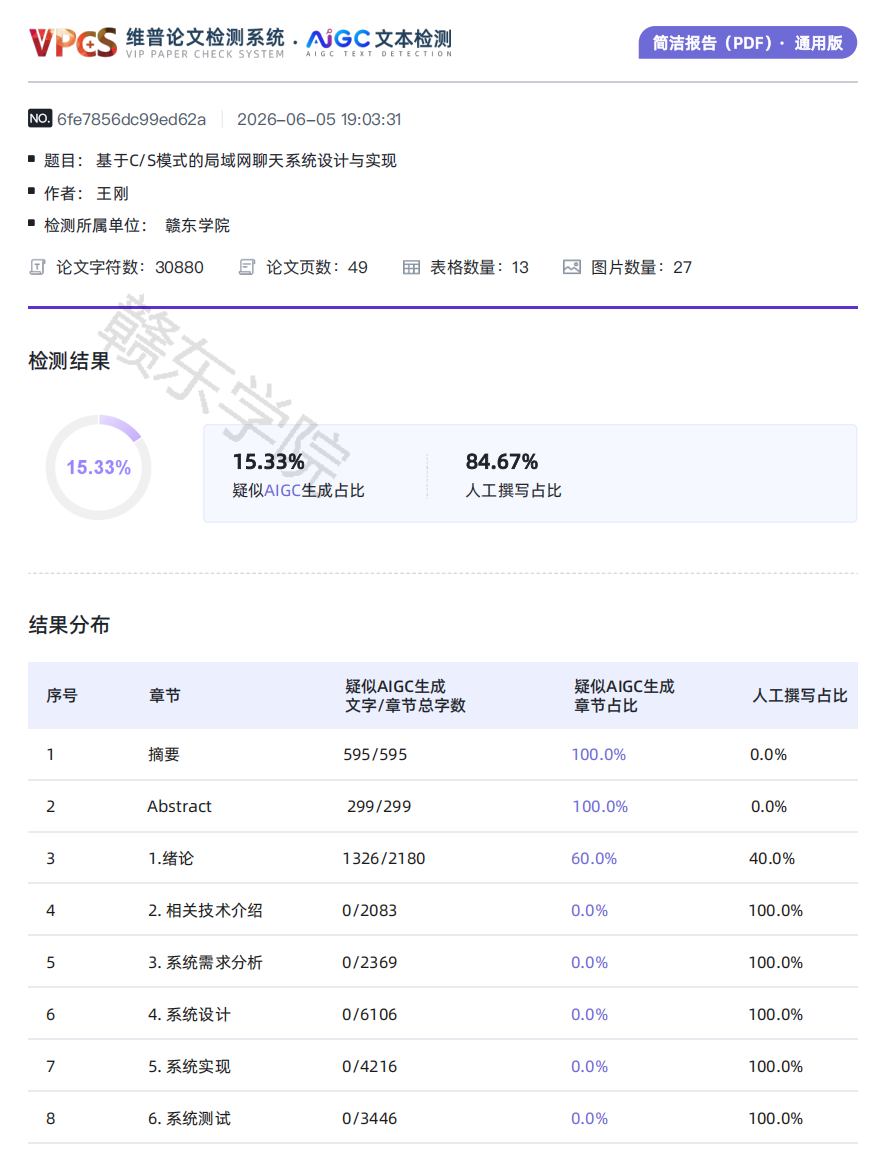 VPCS 维普论文检测系统 · AIGC 文本检测
VIP PAPER CHECK SYSTEM AIGC TEXT DETECTION
简洁报告（PDF）· 通用版
NO. 6fe7856dc99ed62a 2026-06-05 19:03:31
题目： 基于C/S模式的局域网聊天系统设计与实现
作者： 王刚
检测所属单位： 赣东学院
论文字符数：30880 论文页数：49 表格数量：13 图片数量：27
赣东学院
检测结果
15.33%
15.33% 84.67%
疑似AIGC生成占比 人工撰写占比
结果分布
序号 章节 疑似AIGC生成 疑似AIGC生成 人工撰写占比
文字/章节总字数 章节占比
1 摘要 595/595 100.0% 0.0%
2 Abstract 299/299 100.0% 0.0%
3 1.绪论 1326/2180 60.0% 40.0%
4 2. 相关技术介绍 0/2083 0.0% 100.0%
5 3. 系统需求分析 0/2369 0.0% 100.0%
6 4. 系统设计 0/6106 0.0% 100.0%
7 5. 系统实现 0/4216 0.0% 100.0%
8 6. 系统测试 0/3446 0.0% 100.0%